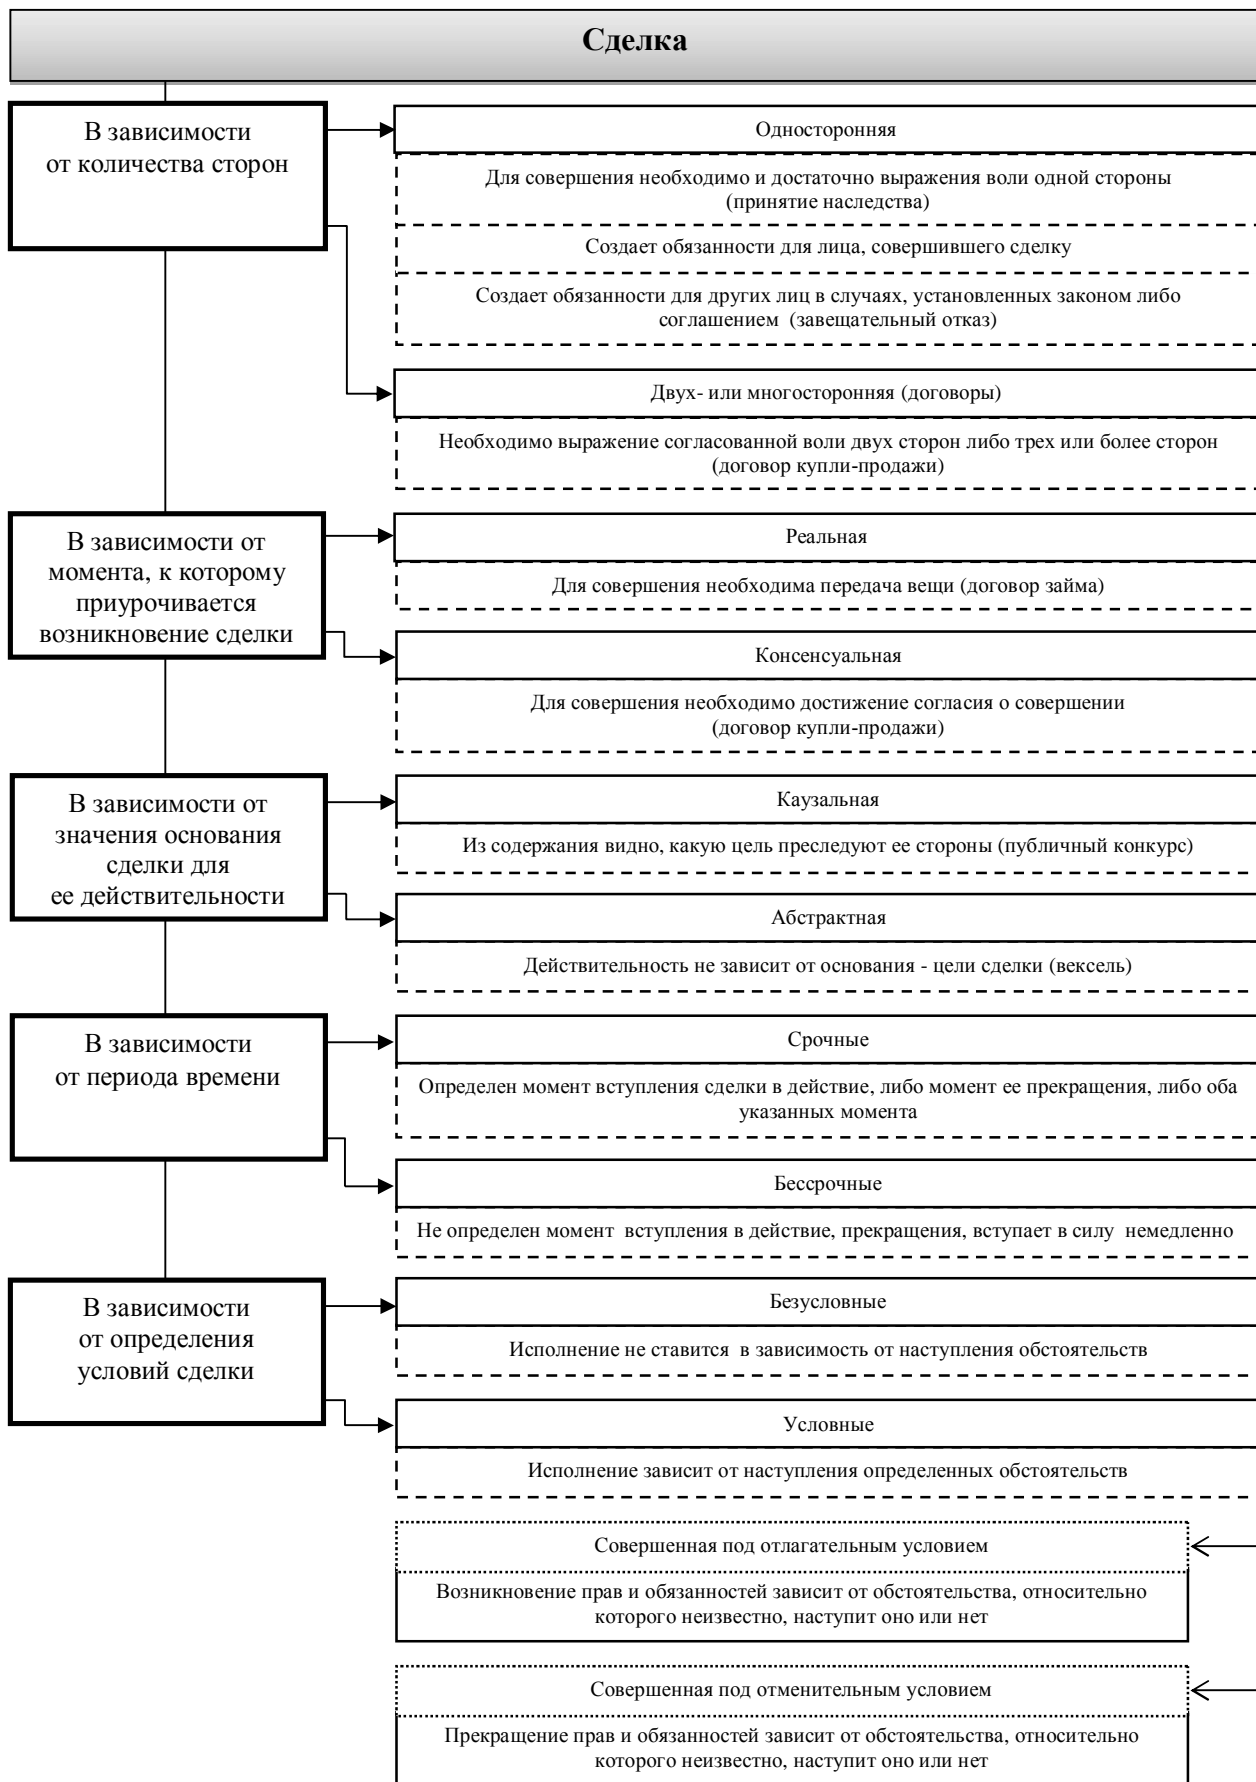 Сделка
В зависимости
от количества сторон
Односторонняя
Для совершения необходимо и достаточно выражения воли одной стороны
(принятие наследства)
Создает обязанности для лица, совершившего сделку
Создает обязанности для других лиц в случаях, установленных законом либо
соглашением (завещательный отказ)
Двух- или многосторонняя (договоры)
Необходимо выражение согласованной воли двух сторон либо трех или более сторон
(договор купли-продажи)
В зависимости от
момента, к которому
приурочивается
возникновение сделки
Реальная
Для совершения необходима передача вещи (договор займа)
Консенсуальная
Для совершения необходимо достижение согласия о совершении
(договор купли-продажи)
В зависимости от
значения основания
сделки для
ее действительности
Каузальная
Из содержания видно, какую цель преследуют ее стороны (публичный конкурс)
Абстрактная
Действительность не зависит от основания - цели сделки (вексель)
В зависимости
от периода времени
Срочные
Определен момент вступления сделки в действие, либо момент ее прекращения, либо оба
указанных момента
Бессрочные
Не определен момент вступления в действие, прекращения, вступает в силу немедленно
В зависимости
от определения
условий сделки
Безусловные
Исполнение не ставится в зависимость от наступления обстоятельств
Условные
Исполнение зависит от наступления определенных обстоятельств
Совершенная под отлагательным условием
Возникновение прав и обязанностей зависит от обстоятельства, относительно
которого неизвестно, наступит оно или нет
Совершенная под отменительным условием
Прекращение прав и обязанностей зависит от обстоятельства, относительно
которого неизвестно, наступит оно или нет